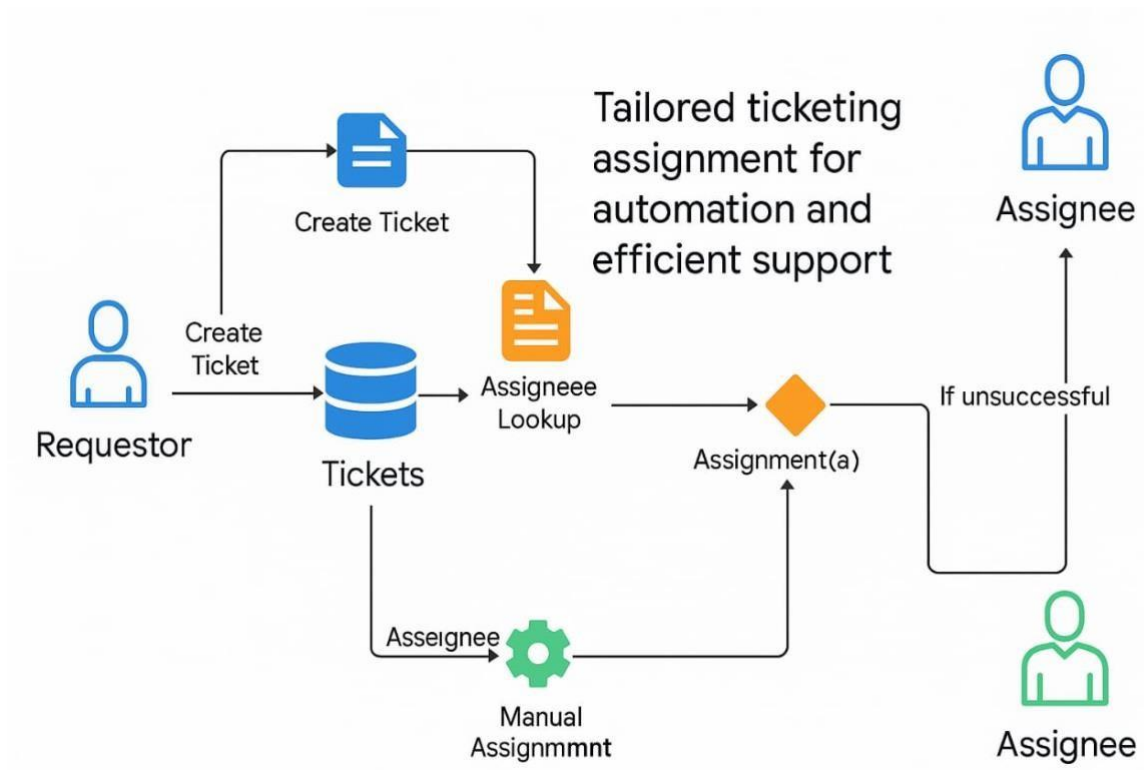 Tailored ticketing
assignment for
automation and
efficient support
Assignee
Create Ticket
Create
Ticket
Requestor
Tickets
Assigneee
Lookup
Assignment(a)
If unsuccessful
Asseignee
Manual
Assignmmnt
Assignee